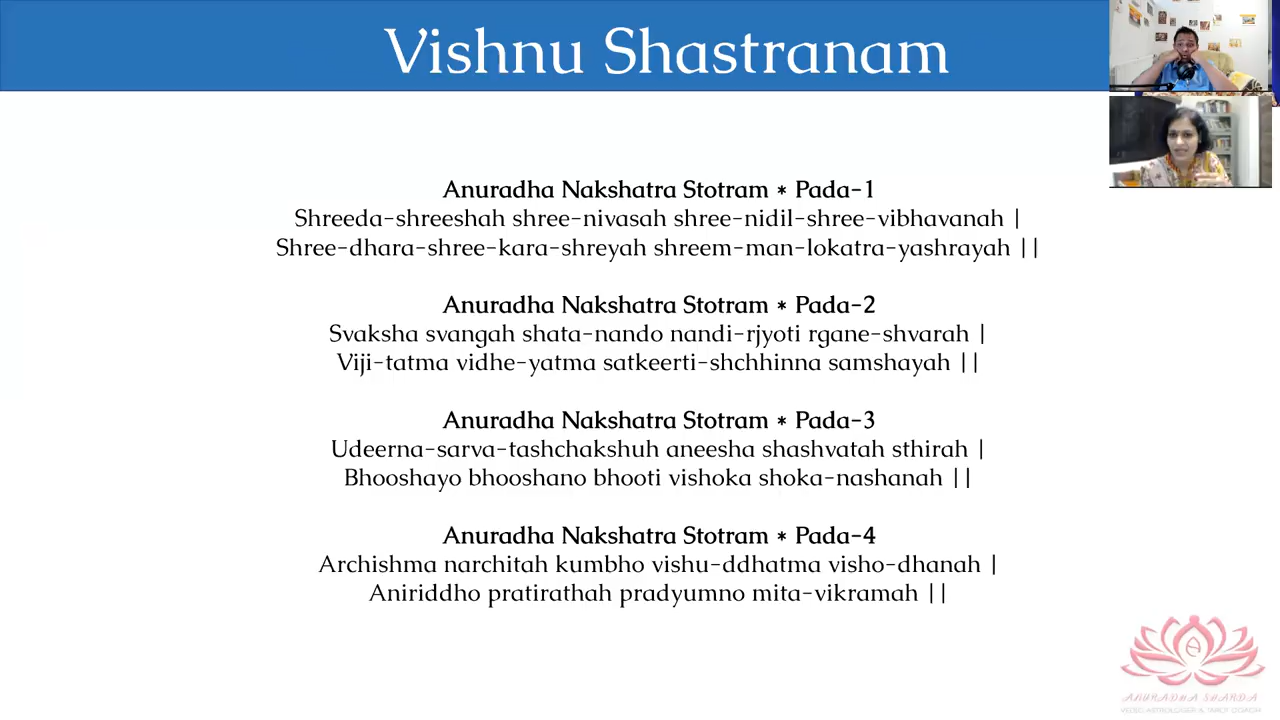 Vishnu Shastranam
Anuradha Nakshatra Stotram * Pada-1
Shreeda-shreeshah shree-nivasah shree-nidil-shree-vibhavanah |
Shree-dhara-shree-kara-shreyah shreem-man-lokatra-yashrayah ||
Anuradha Nakshatra Stotram * Pada-2
Svaksha svangah shata-nando nandi-rjyoti rgane-shvarah |
Viji-tatma vidhe-yatma satkeerti-shchhinna samshayah ||
Anuradha Nakshatra Stotram * Pada-3
Udeerna-sarva-tashchakshuh aneesha shashvatah sthirah |
Bhooshayo bhooshano bhooti vishoka shoka-nashanah ||
Anuradha Nakshatra Stotram * Pada-4
Archishma narchitah kumbho vishu-ddhatma visho-dhanah |
Aniriddho pratirathah pradyumno mita-vikramah ||
ANURADHA SHARDA
VEDIC ASTROLOGER & TAROT